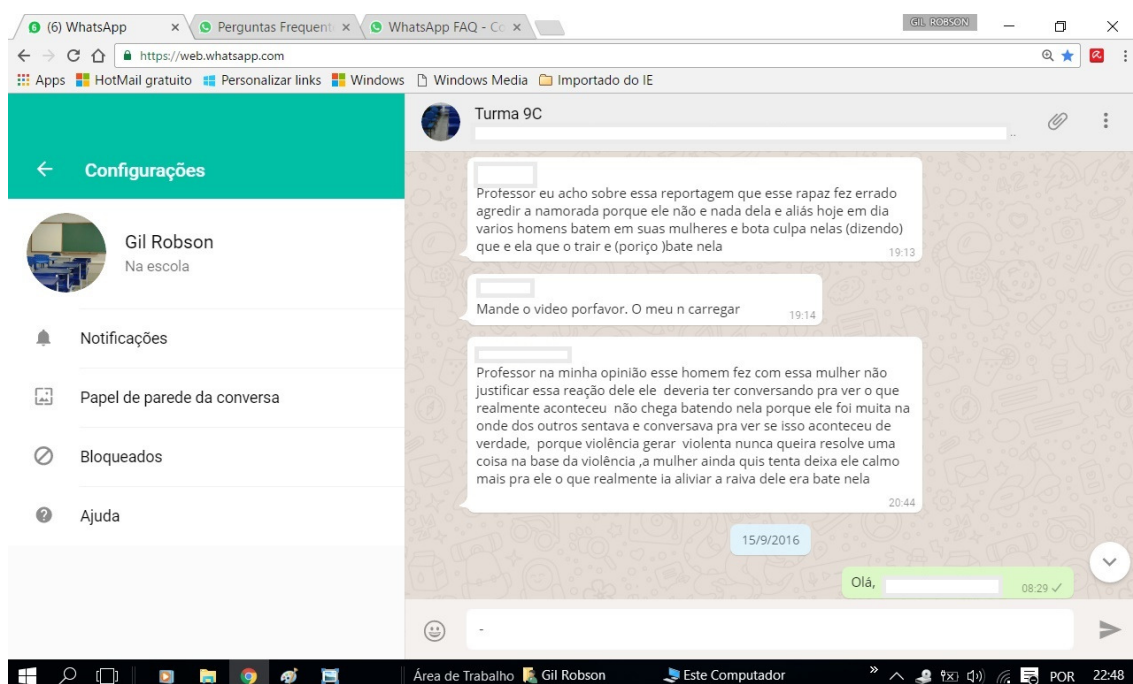 (6) WhatsApp
Perguntas Frequent
WhatsApp FAQ - Co
GIL ROBSON
https://web.whatsapp.com
Apps HotMail gratuito Personalizar links Windows Windows Media Importado do IE
Configurações
Gil Robson
Na escola
Notificações
Papel de parede da conversa
Bloqueados
Ajuda
Turma 9C
..
Professor eu acho sobre essa reportagem que esse rapaz fez errado
agredir a namorada porque ele não e nada dela e aliás hoje em dia
varios homens batem em suas mulheres e bota culpa nelas (dizendo)
que e ela que o trair e (poriço )bate nela
19:13
Mande o video porfavor. O meu n carregar
19:14
Professor na minha opinião esse homem fez com essa mulher não
justificar essa reação dele ele deveria ter conversando pra ver o que
realmente aconteceu não chega batendo nela porque ele foi muita na
onde dos outros sentava e conversava pra ver se isso aconteceu de
verdade, porque violência gerar violenta nunca queira resolve uma
coisa na base da violência ,a mulher ainda quis tenta deixa ele calmo
mais pra ele o que realmente ia aliviar a raiva dele era bate nela
20:44
15/9/2016
Olá,
08:29
-
Área de Trabalho Gil Robson Este Computador » POR 22:48